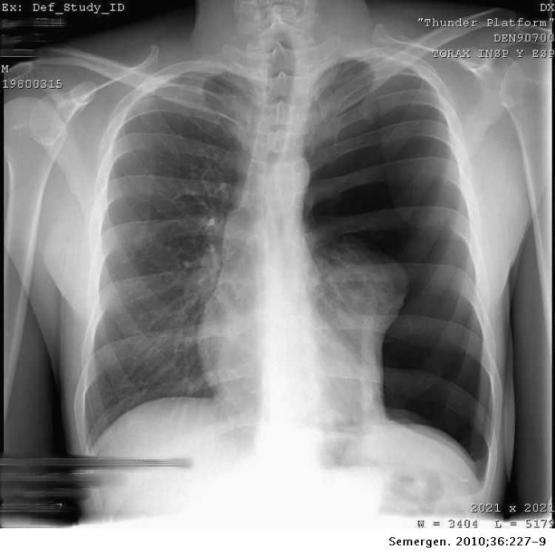 Ex: Def_Study_ID
DX
"Thunder Platform"
DEN90700
TORAX INSP Y ESP
M
19800315
2021 x 2021
W = 3404 L = 5179
Semergen. 2010;36:227-9